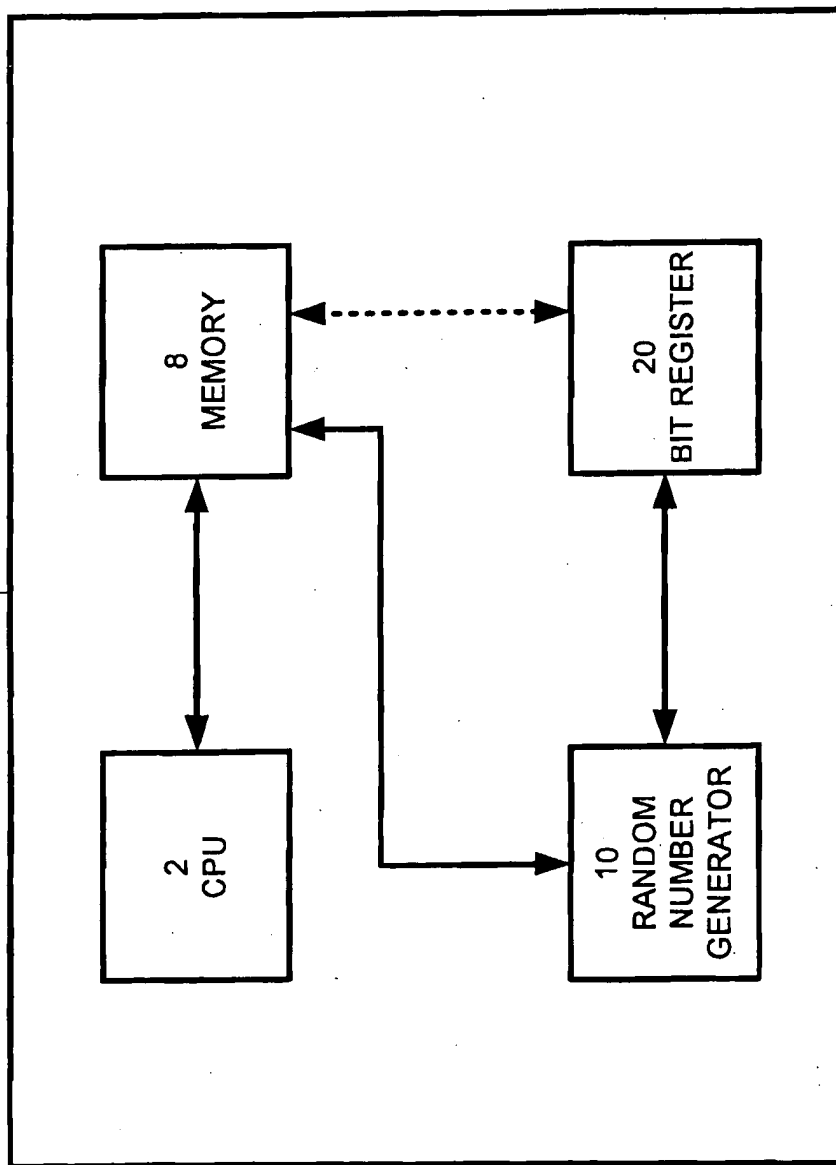 2
CPU
8
MEMORY
10
RANDOM
NUMBER
GENERATOR
20
BIT REGISTER